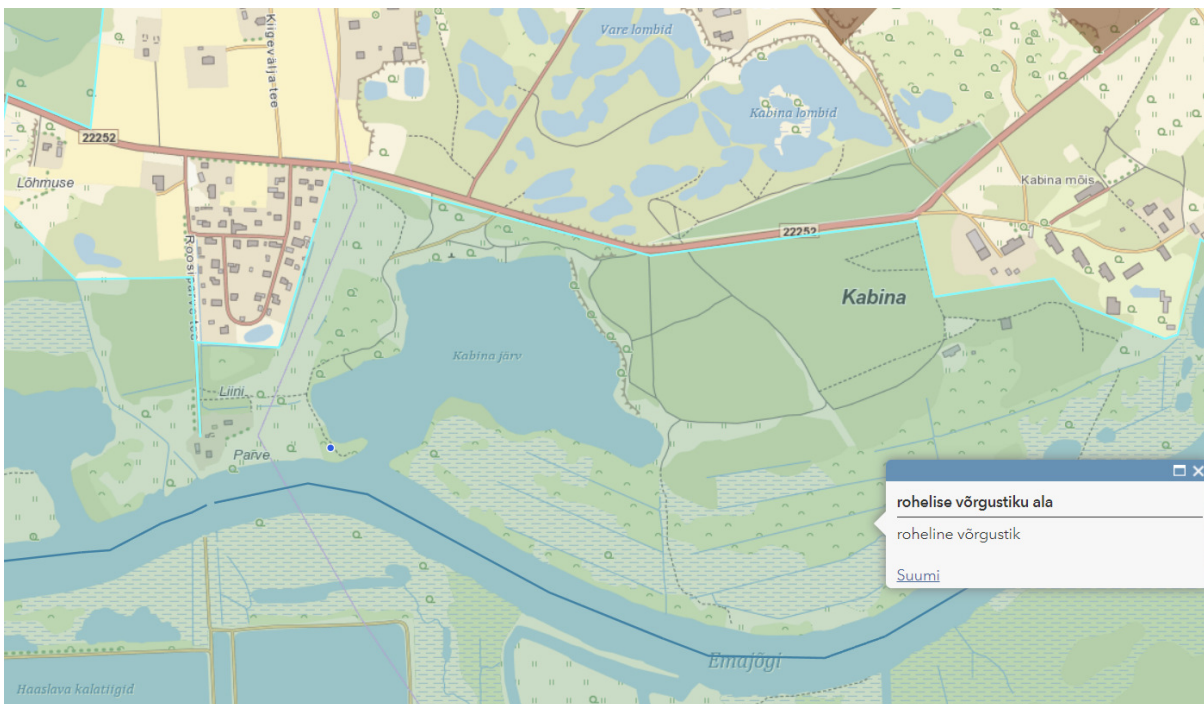 Vare lombid
Kiigevälja tee
22252
Kabina lombid
Lõhmuse
Kabina mõis
22252
Roosiparve tee
Kabina
Kabina järv
Liini
Parve
rohelise võrgustiku ala
roheline võrgustik
Suumi
Emajõgi
Haaslava kalatiigid